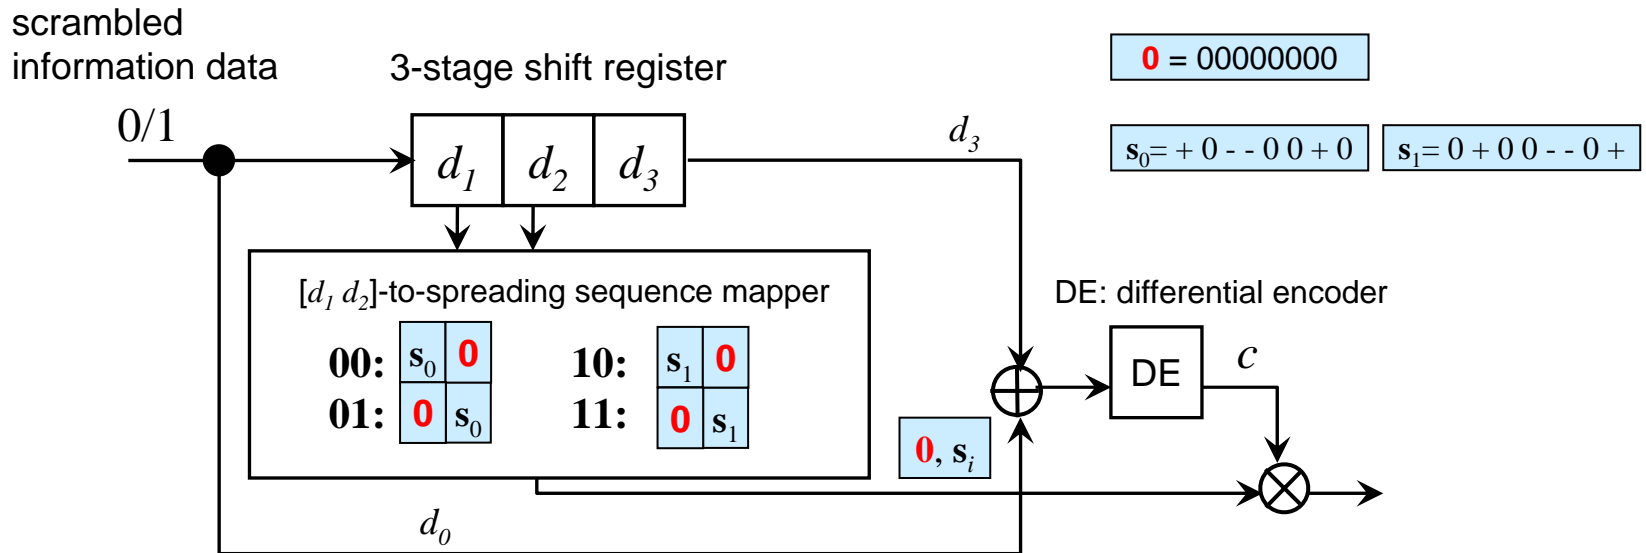 scrambled
information data
3-stage shift register
0 = 00000000
0/1
d3
s0= + 0 - - 0 0 + 0
s1= 0 + 0 0 - - 0 +
d1 d2 d3
[d1 d2]-to-spreading sequence mapper
DE: differential encoder
00: s0 0
10: s1 0
01: 0 s0
11: 0 s1
DE
c
0, si
d0